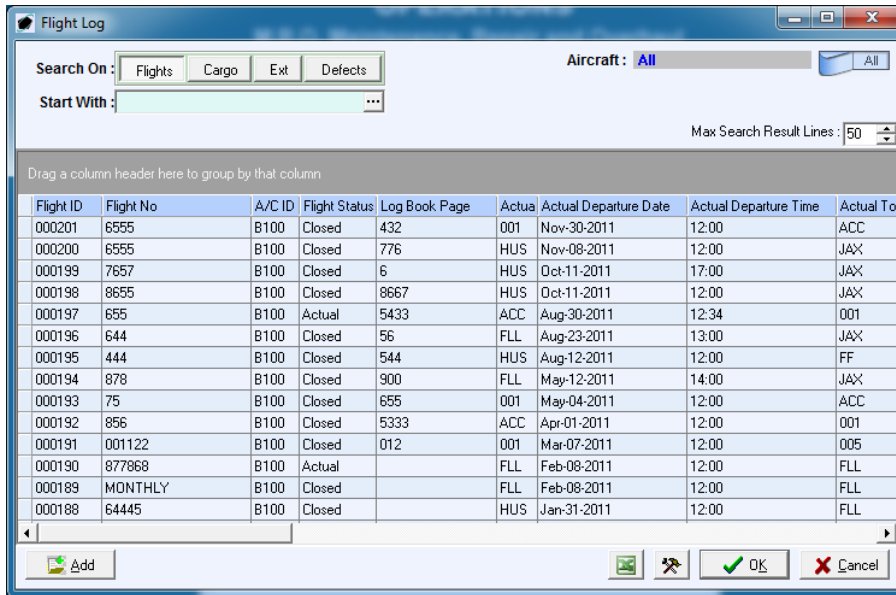 Flight Log
Search On : Flights Cargo Ext Defects Aircraft : All All
Start With : ...
Max Search Result Lines : 50
Drag a column header here to group by that column
Flight ID Flight No A/C ID Flight Status Log Book Page Actua Actual Departure Date Actual Departure Time Actual To
000201 6555 B100 Closed 432 001 Nov-30-2011 12:00 ACC
000200 6555 B100 Closed 776 HUS Nov-08-2011 12:00 JAX
000199 7657 B100 Closed 6 HUS Oct-11-2011 17:00 JAX
000198 8655 B100 Closed 8667 HUS Oct-11-2011 12:00 JAX
000197 655 B100 Actual 5433 ACC Aug-30-2011 12:34 001
000196 644 B100 Closed 56 FLL Aug-23-2011 13:00 JAX
000195 444 B100 Closed 544 HUS Aug-12-2011 12:00 FF
000194 878 B100 Closed 900 FLL May-12-2011 14:00 JAX
000193 75 B100 Closed 655 001 May-04-2011 12:00 ACC
000192 856 B100 Closed 5333 ACC Apr-01-2011 12:00 001
000191 001122 B100 Closed 012 001 Mar-07-2011 12:00 005
000190 877868 B100 Actual FLL Feb-08-2011 12:00 FLL
000189 MONTHLY B100 Closed FLL Feb-08-2011 12:00 FLL
000188 64445 B100 Closed HUS Jan-31-2011 12:00 FLL
Add OK Cancel